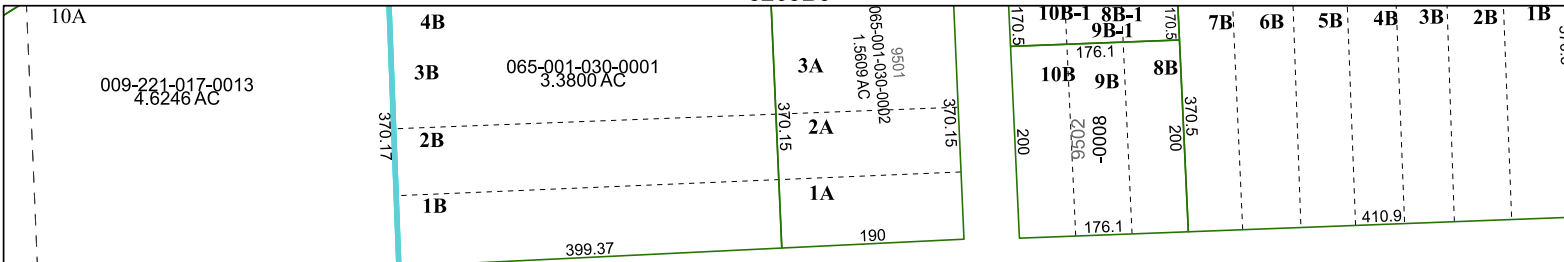 10A
009-221-017-0013
4.6246 AC
370.17
4B
3B
2B
1B
065-001-030-0001
3.3800 AC
399.37
370.15
3A
2A
1A
9501
065-001-030-0002
1.5609 AC
370.15
190
170.5
10B-1
8B-1
9B-1
170.5
176.1
10B
9B
8B
200
9502
-0008
200
176.1
370.5
7B
6B
5B
4B
3B
2B
1B
410.9